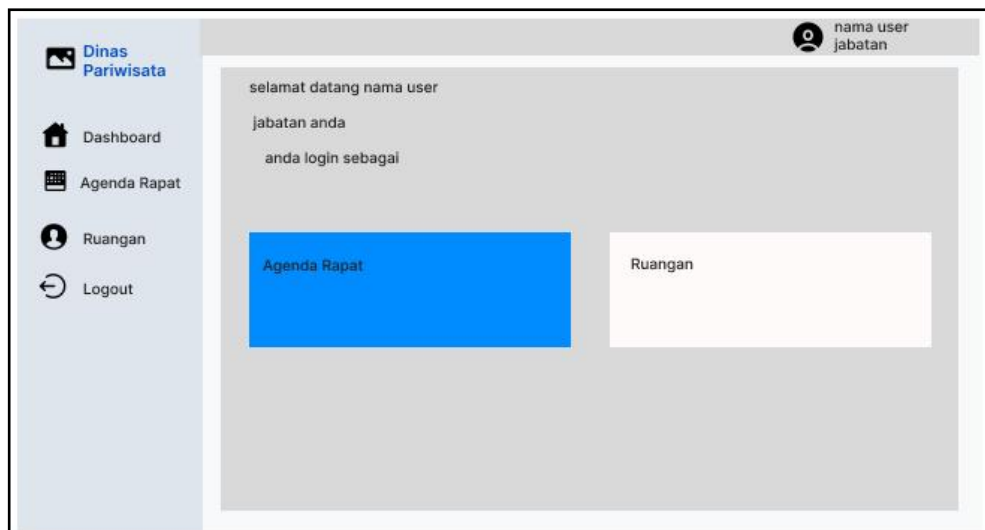 Dinas
Pariwisata
Dashboard
Agenda Rapat
Ruangan
Logout
nama user
jabatan
selamat datang nama user
jabatan anda
anda login sebagai
Agenda Rapat
Ruangan